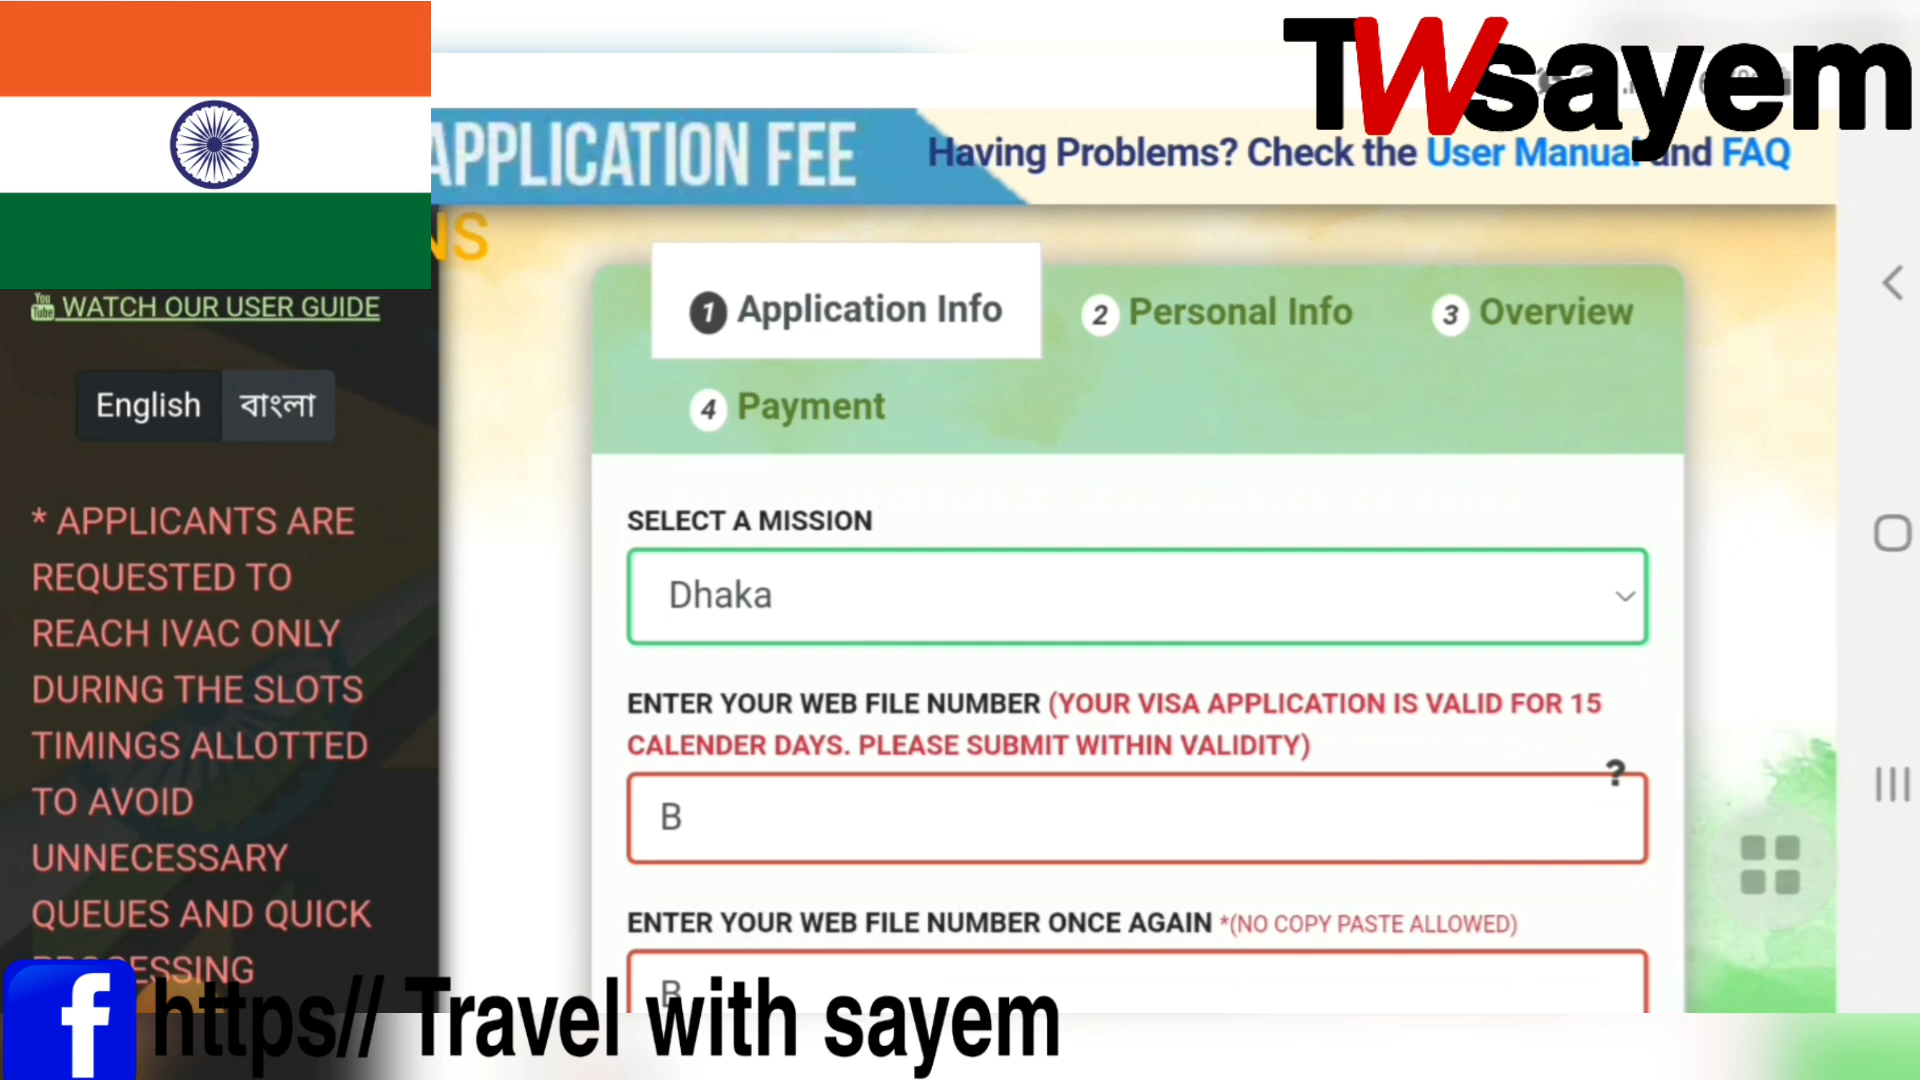 TWsayem
APPLICATION FEE
Having Problems? Check the User Manual and FAQ
NS
You Tube WATCH OUR USER GUIDE
English বাংলা
* APPLICANTS ARE
REQUESTED TO
REACH IVAC ONLY
DURING THE SLOTS
TIMINGS ALLOTTED
TO AVOID
UNNECESSARY
QUEUES AND QUICK
PROCESSING
1 Application Info
2 Personal Info
3 Overview
4 Payment
SELECT A MISSION
Dhaka
ENTER YOUR WEB FILE NUMBER (YOUR VISA APPLICATION IS VALID FOR 15
CALENDER DAYS. PLEASE SUBMIT WITHIN VALIDITY)
?
B
ENTER YOUR WEB FILE NUMBER ONCE AGAIN *(NO COPY PASTE ALLOWED)
B
f https// Travel with sayem